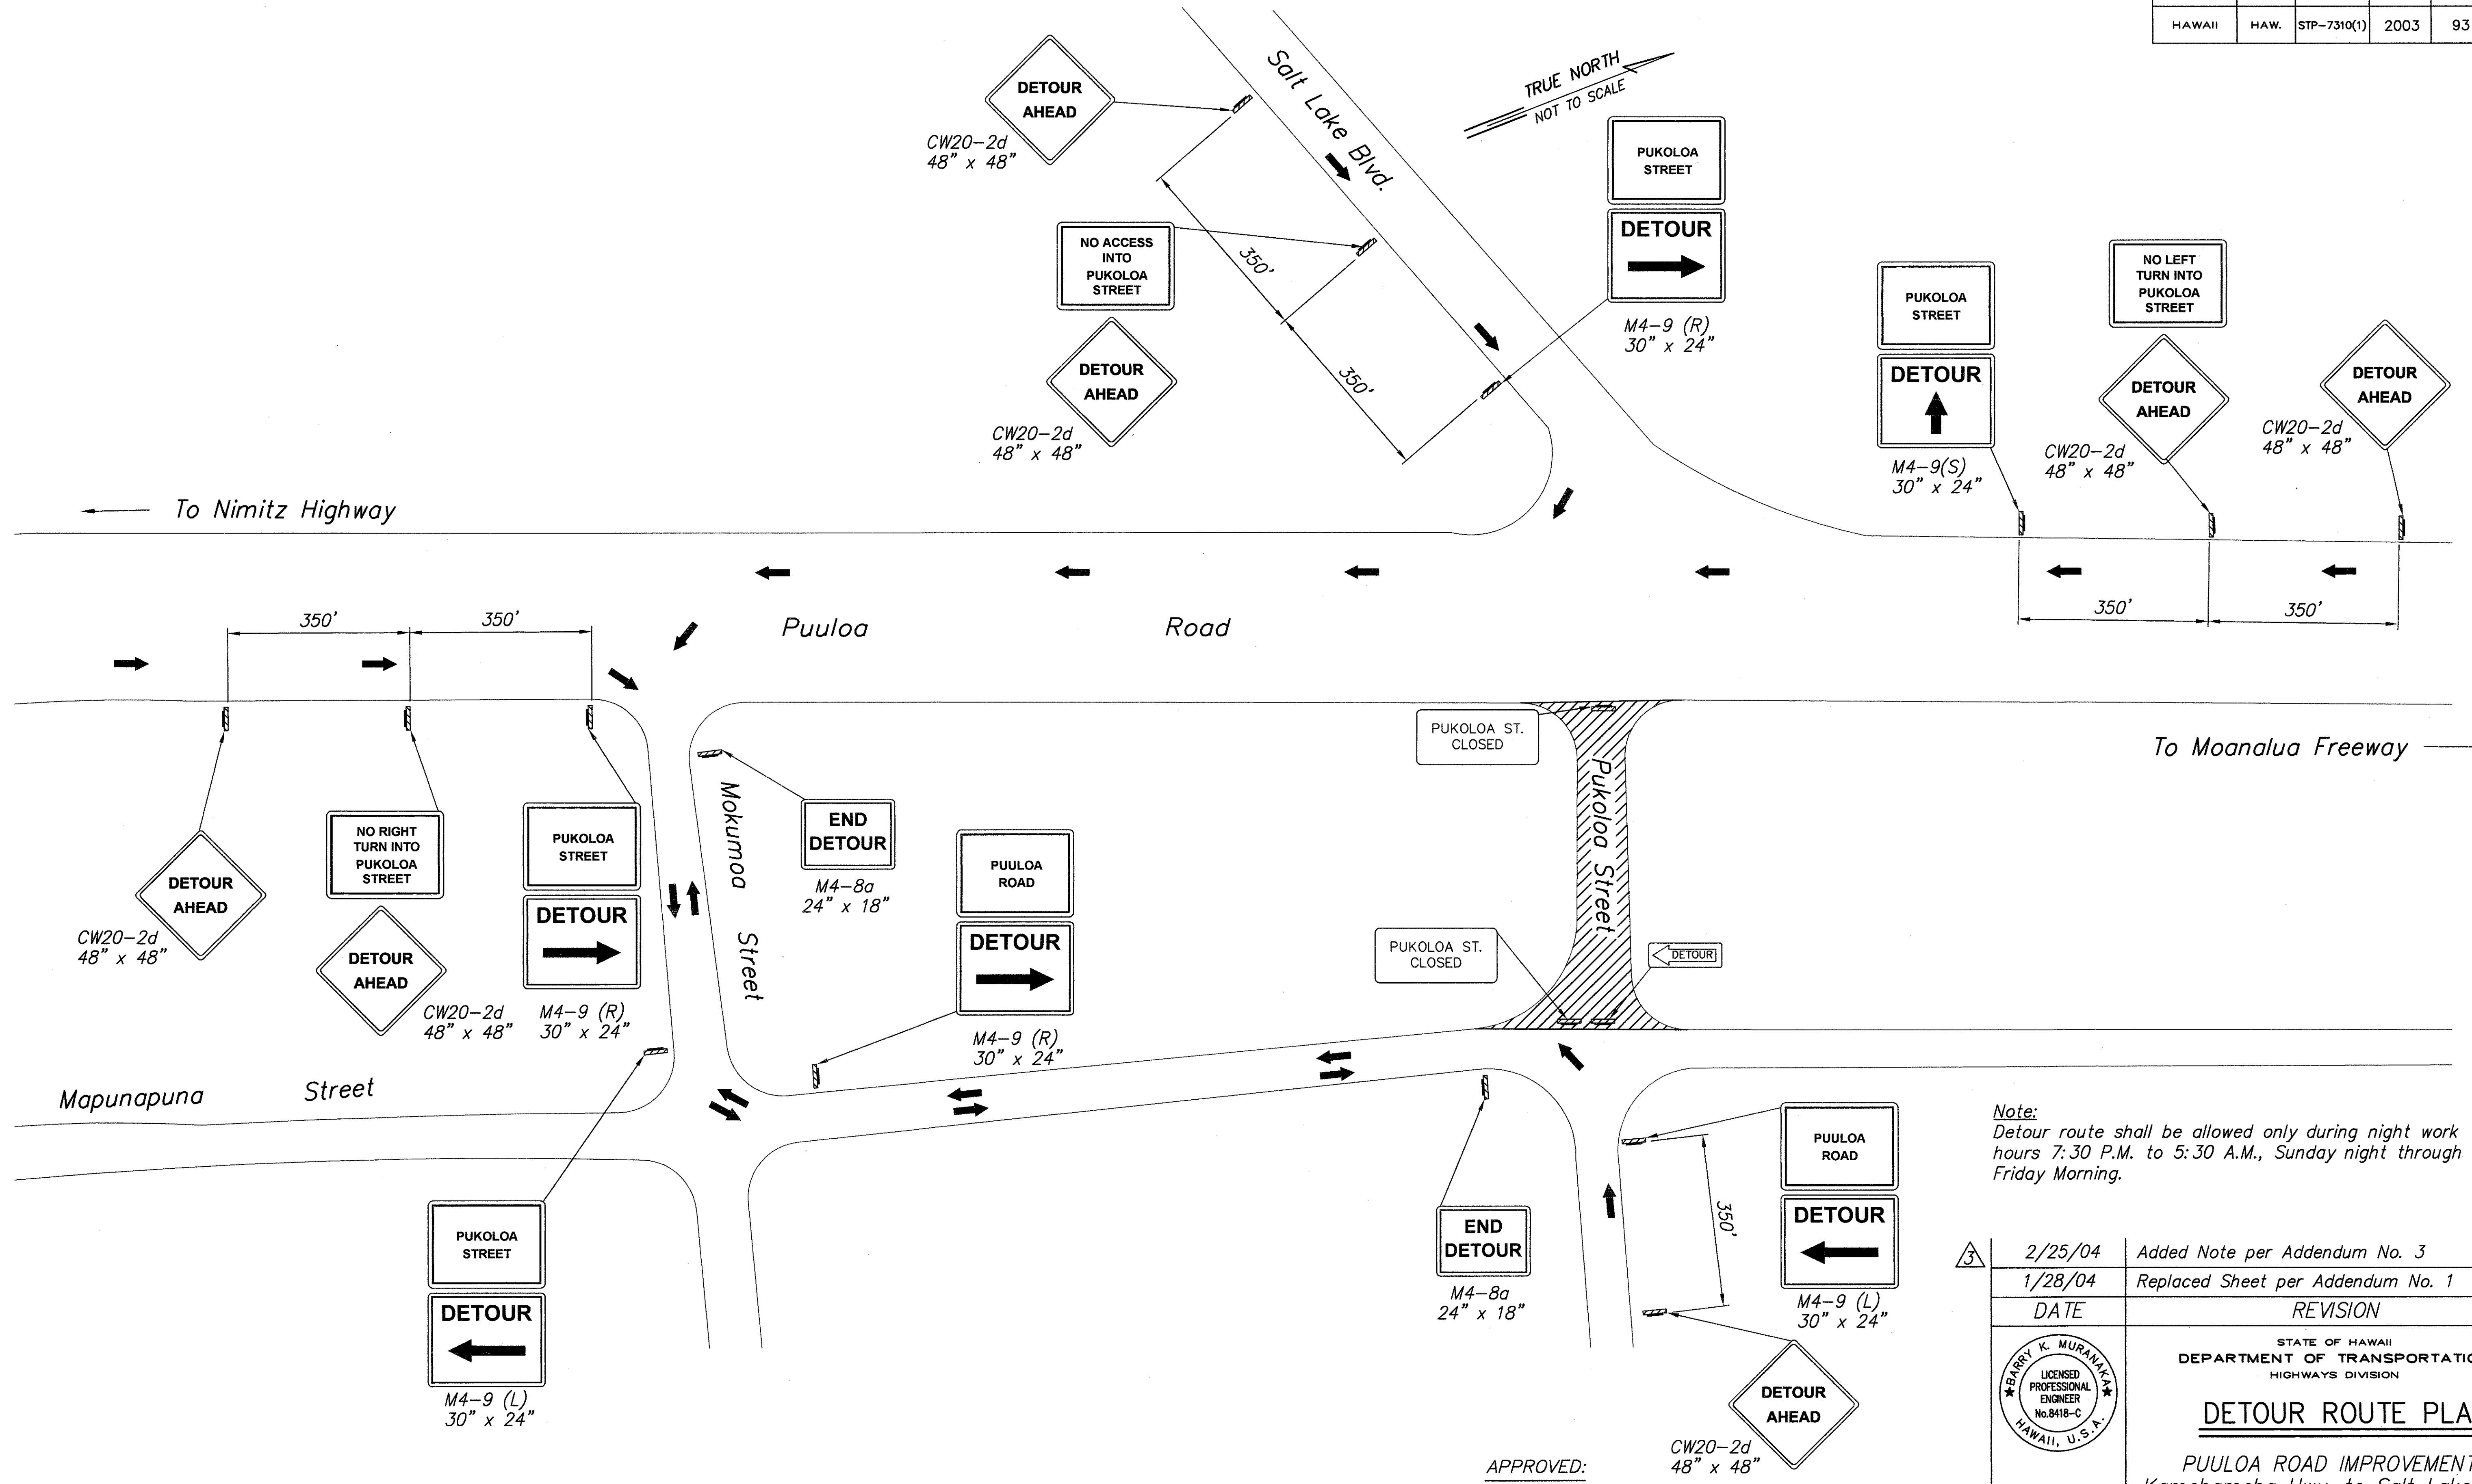 HAWAII HAW. STP-7310(1) 2003 93
DETOUR
AHEAD
CW20-2d
48" x 48"
Salt Lake Blvd.
TRUE NORTH
NOT TO SCALE
PUKOLOA
STREET
DETOUR
M4-9 (R)
30" x 24"
NO ACCESS
INTO
PUKOLOA
STREET
DETOUR
AHEAD
CW20-2d
48" x 48"
350'
350'
PUKOLOA
STREET
DETOUR
M4-9(S)
30" x 24"
NO LEFT
TURN INTO
PUKOLOA
STREET
DETOUR
AHEAD
CW20-2d
48" x 48"
DETOUR
AHEAD
CW20-2d
48" x 48"
To Nimitz Highway
350'
350'
Puuloa Road
350'
350'
PUKOLOA ST.
CLOSED
To Moanalua Freeway
Pukoloa Street
Mokumoa Street
DETOUR
AHEAD
CW20-2d
48" x 48"
NO RIGHT
TURN INTO
PUKOLOA
STREET
DETOUR
AHEAD
CW20-2d
48" x 48"
PUKOLOA
STREET
DETOUR
M4-9 (R)
30" x 24"
END
DETOUR
M4-8a
24" x 18"
PUULOA
ROAD
DETOUR
M4-9 (R)
30" x 24"
PUKOLOA ST.
CLOSED
DETOUR
Mapunapuna Street
PUKOLOA
STREET
DETOUR
M4-9 (L)
30" x 24"
END
DETOUR
M4-8a
24" x 18"
350'
PUULOA
ROAD
DETOUR
M4-9 (L)
30" x 24"
DETOUR
AHEAD
CW20-2d
48" x 48"
APPROVED:
Note:
Detour route shall be allowed only during night work
hours 7:30 P.M. to 5:30 A.M., Sunday night through
Friday Morning.
3 2/25/04 Added Note per Addendum No. 3
1/28/04 Replaced Sheet per Addendum No. 1
DATE REVISION
BARRY K. MURANAKA
LICENSED
PROFESSIONAL
ENGINEER
No.8418-C
HAWAII, U.S.A.
STATE OF HAWAII
DEPARTMENT OF TRANSPORTATIO
HIGHWAYS DIVISION
DETOUR ROUTE PLA
PUULOA ROAD IMPROVEMENT